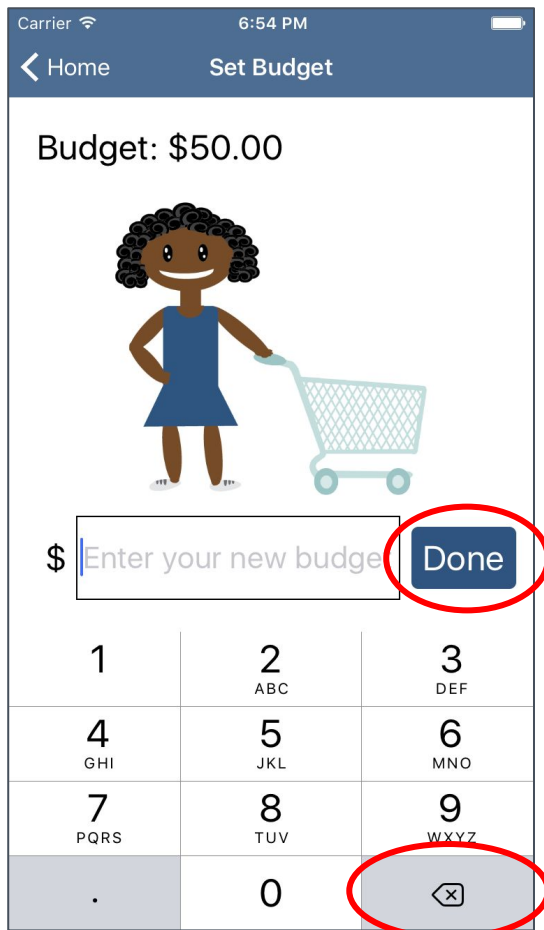 Carrier 6:54 PM
Home Set Budget
Budget: $50.00
$ Enter your new budge Done
1 2 3
ABC DEF
4 5 6
GHI JKL MNO
7 8 9
PQRS TUV WXYZ
. 0